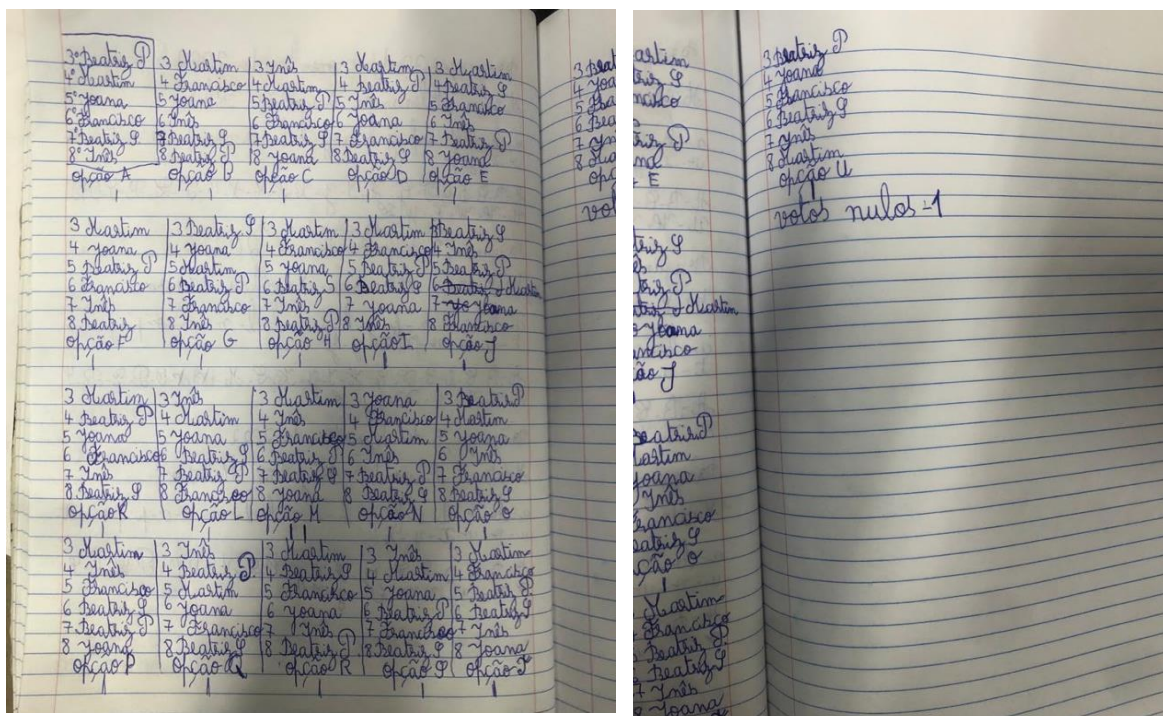 3º Beatriz P
4º Martim
5º Joana
6º Francisco
7º Beatriz S
8º Inês
opção A
3 Martim
4 Francisco
5 Joana
6 Inês
7 Beatriz S
8 Beatriz P
opção B
3 Inês
4 Martim
5 Beatriz P
6 Francisco
7 Beatriz S
8 Joana
opção C
3 Martim
4 Beatriz P
5 Inês
6 Joana
7 Francisco
8 Beatriz S
opção D
3 Martim
4 Beatriz S
5 Francisco
6 Inês
7 Beatriz P
8 Joana
opção E
3 Martim
4 Joana
5 Beatriz P
6 Francisco
7 Inês
8 Beatriz
opção F
3 Beatriz S
4 Joana
5 Martim
6 Beatriz P
7 Francisco
8 Inês
opção G
3 Martim
4 Francisco
5 Joana
6 Beatriz S
7 Inês
8 Beatriz P
opção H
3 Martim
4 Francisco
5 Beatriz P
6 Beatriz S
7 Joana
8 Inês
opção I
Beatriz S
4 Inês
5 Beatriz P
6 Martim
7 Joana
8 Francisco
opção J
3 Martim
4 Beatriz P
5 Joana
6 Francisco
7 Inês
8 Beatriz S
opção K
3 Inês
4 Martim
5 Joana
6 Beatriz S
7 Beatriz P
8 Francisco
opção L
3 Martim
4 Inês
5 Francisco
6 Beatriz P
7 Beatriz S
8 Joana
opção M
3 Joana
4 Francisco
5 Martim
6 Inês
7 Beatriz P
8 Beatriz S
opção N
3 Beatriz P
4 Martim
5 Joana
6 Inês
7 Francisco
8 Beatriz S
opção O
3 Martim
4 Inês
5 Francisco
6 Beatriz S
7 Beatriz P
8 Joana
opção P
3 Inês
4 Beatriz P
5 Martim
6 Joana
7 Francisco
8 Beatriz S
opção Q
3 Martim
4 Beatriz S
5 Francisco
6 Joana
7 Inês
8 Beatriz P
opção R
3 Inês
4 Martim
5 Joana
6 Beatriz P
7 Francisco
8 Beatriz S
opção S
3 Martim
4 Francisco
5 Beatriz P
6 Beatriz S
7 Inês
8 Joana
opção T
3 Beatriz P
4 Joana
5 Francisco
6 Beatriz S
7 Inês
8 Martim
opção U
votos nulos = 1